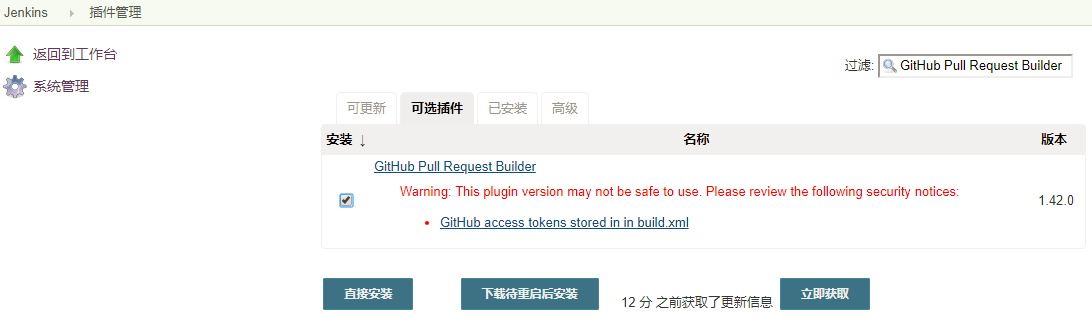 Jenkins 插件管理
返回到工作台
系统管理
过滤: GitHub Pull Request Builder
可更新 可选插件 已安装 高级
安装 ↓ 名称 版本
GitHub Pull Request Builder
Warning: This plugin version may not be safe to use. Please review the following security notices:
1.42.0
• GitHub access tokens stored in in build.xml
直接安装 下载待重启后安装 12 分 之前获取了更新信息 立即获取